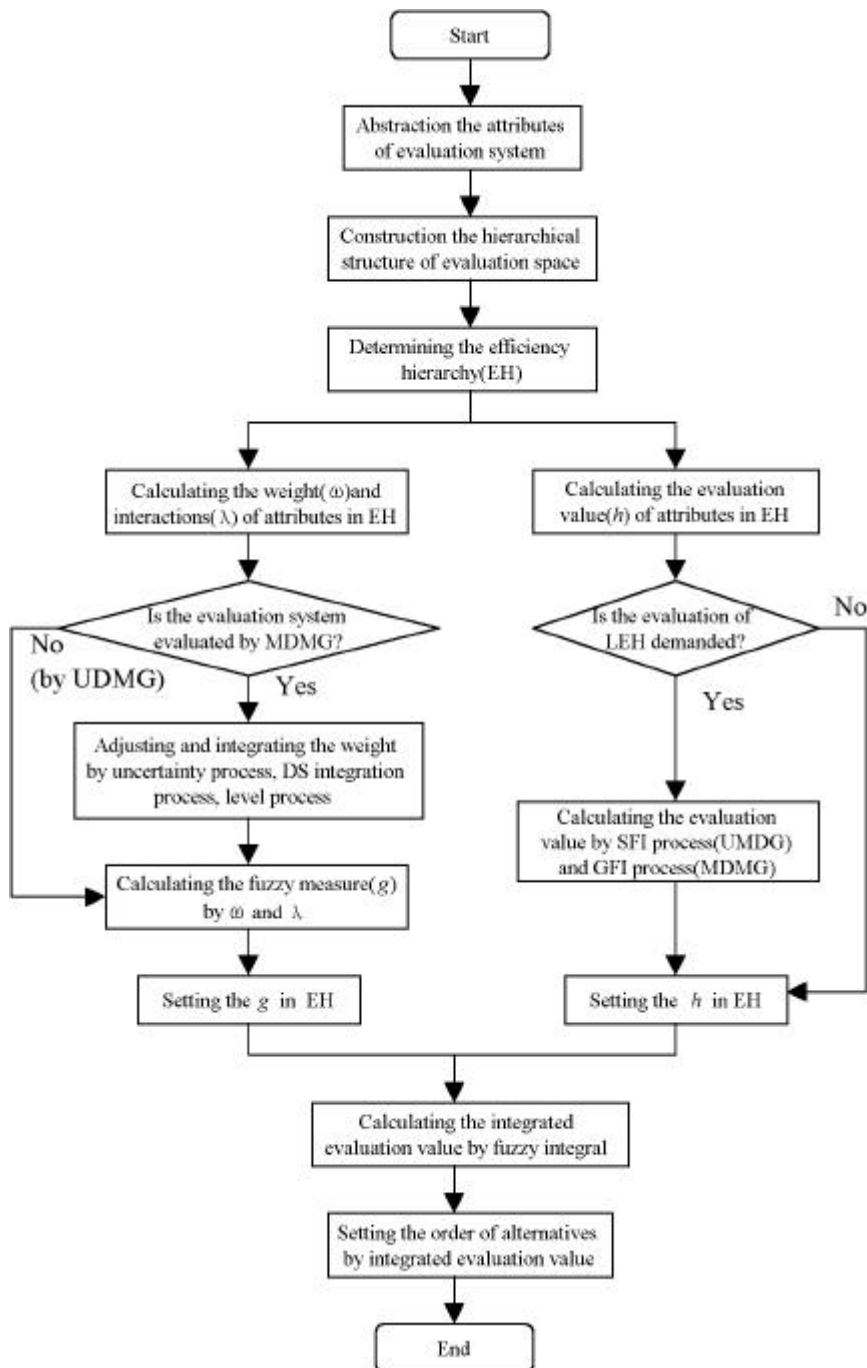 Start
Abstraction the attributes
of evaluation system
Construction the hierarchical
structure of evaluation space
Determining the efficiency
hierarchy(EH)
Calculating the weight(ω)and
interactions(λ) of attributes in EH
Calculating the evaluation
value(h) of attributes in EH
Is the evaluation system
evaluated by MDMG?
No
(by UDMG)
Yes
Is the evaluation of
LEH demanded?
No
Yes
Adjusting and integrating the weight
by uncertainty process, DS integration
process, level process
Calculating the evaluation
value by SFI process(UMDG)
and GFI process(MDMG)
Calculating the fuzzy measure(g)
by ω and λ
Setting the g in EH
Setting the h in EH
Calculating the integrated
evaluation value by fuzzy integral
Setting the order of alternatives
by integrated evaluation value
End